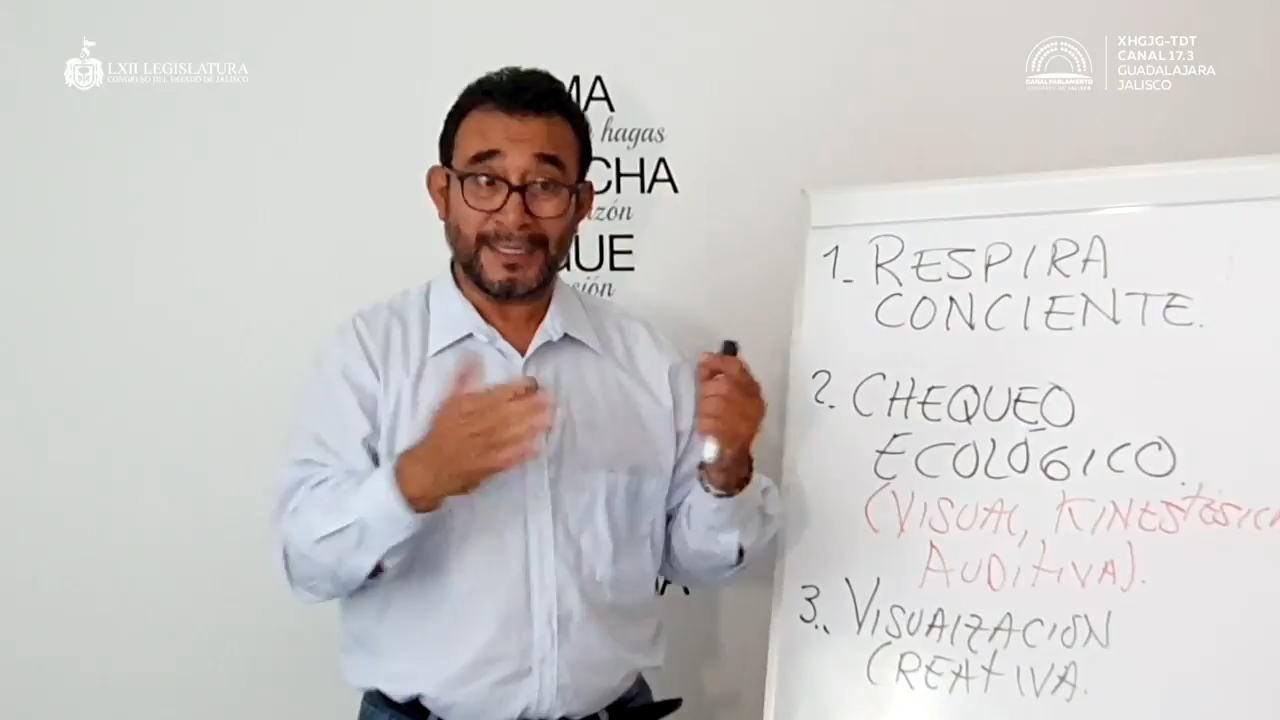 LXII LEGISLATURA
CONGRESO DEL ESTADO DE JALISCO
CANAL PARLAMENTO
XHGJG-TDT
CANAL 17.3
GUADALAJARA
JALISCO
MA
hagas
CHA
zón
QUE
sión
1- RESPIRA
CONCIENTE.
2. CHEQUEO
ECOLÓGICO.
(VISUAL, KINESTÉSIC
AUDITIVA).
3.. VISUAIZACION
CREATIVA.